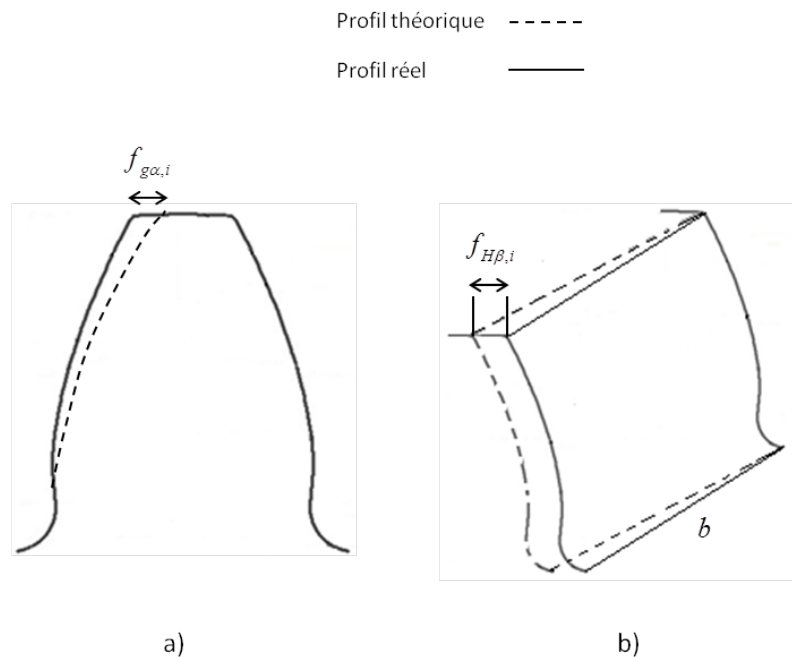 Profil théorique
Profil réel
f_{gα,i}
f_{Hβ,i}
b
a)
b)